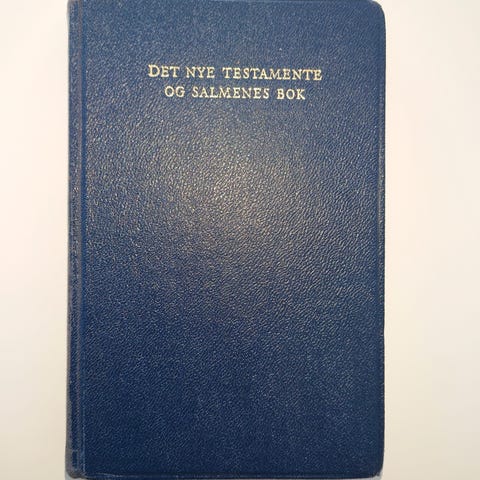 DET NYE TESTAMENTE
OG SALMENES BOK